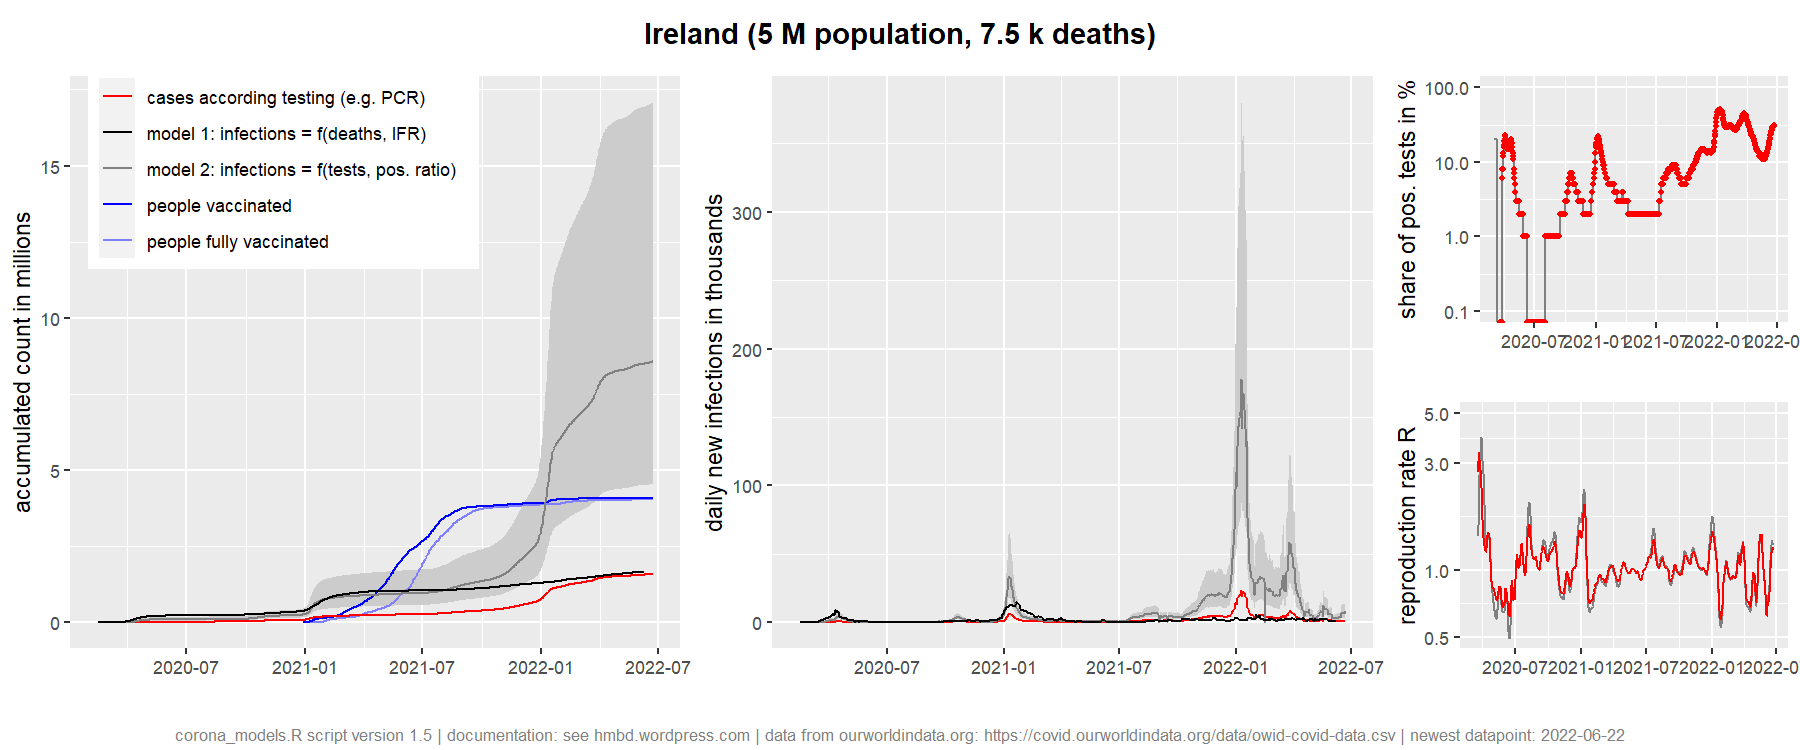 Ireland (5 M population, 7.5 k deaths)
accumulated count in millions
15
10
5
0
cases according testing (e.g. PCR)
model 1: infections = f(deaths, IFR)
model 2: infections = f(tests, pos. ratio)
people vaccinated
people fully vaccinated
2020-07 2021-01 2021-07 2022-01 2022-07
daily new infections in thousands
300
200
100
0
2020-07 2021-01 2021-07 2022-01 2022-07
share of pos. tests in %
100.0
10.0
1.0
0.1
2020-07 2021-01 2021-07 2022-01 2022-0
reproduction rate R
5.0
3.0
1.0
0.5
2020-07 2021-01 2021-07 2022-01 2022-0
corona_models.R script version 1.5 | documentation: see hmbd.wordpress.com | data from ourworldindata.org: https://covid.ourworldindata.org/data/owid-covid-data.csv | newest datapoint: 2022-06-22